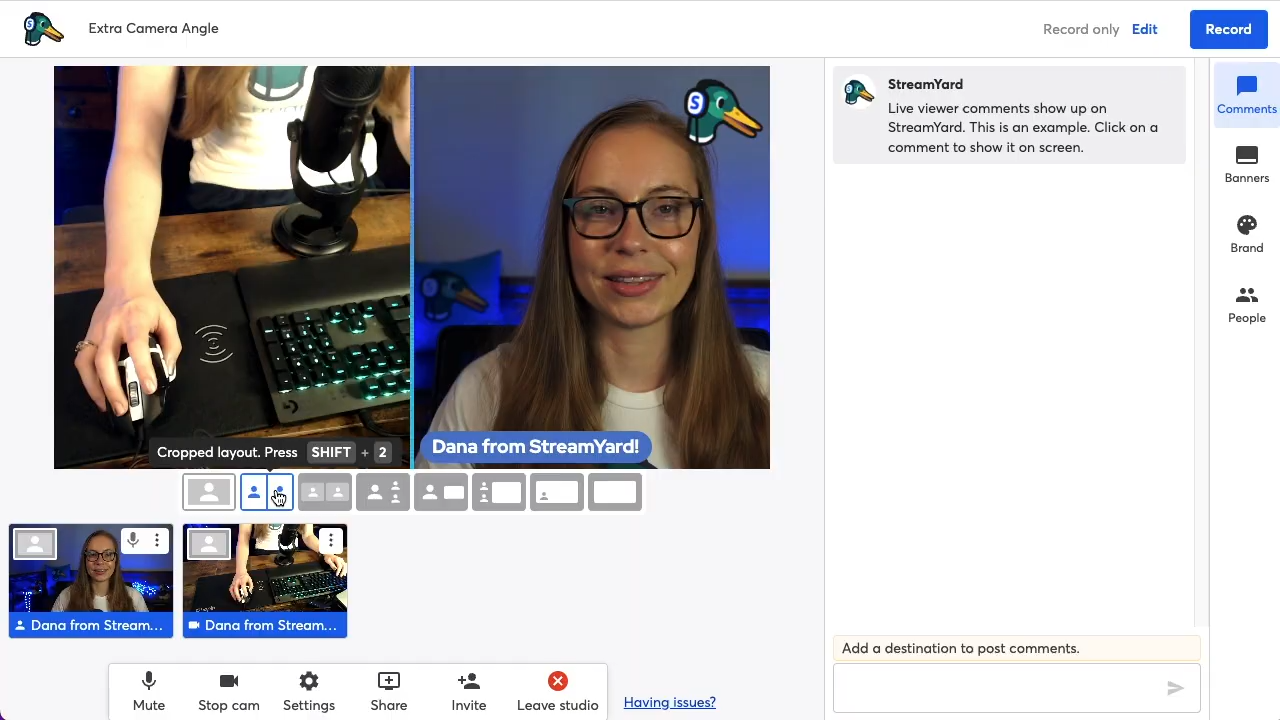 Extra Camera Angle
Record only Edit Record
S
S
Dana from StreamYard!
Cropped layout. Press SHIFT + 2
Dana from Stream...
Dana from Stream...
Mute
Stop cam
Settings
Share
Invite
Leave studio
Having issues?
StreamYard
Live viewer comments show up on
StreamYard. This is an example. Click on a
comment to show it on screen.
Add a destination to post comments.
Comments
Banners
Brand
People